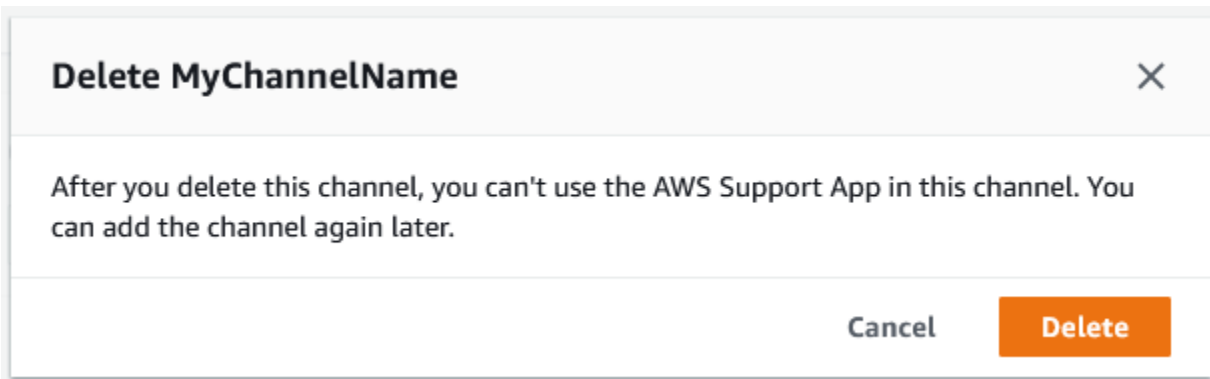 Delete MyChannelName
After you delete this channel, you can't use the AWS Support App in this channel. You
can add the channel again later.
Cancel
Delete